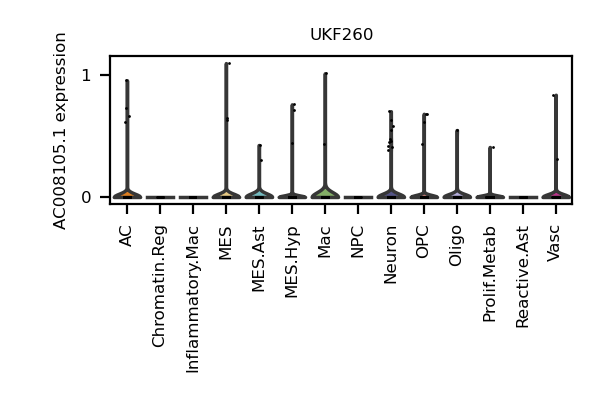 UKF260
AC008105.1 expression
1
0
AC
Chromatin.Reg
Inflammatory.Mac
MES
MES.Ast
MES.Hyp
Mac
NPC
Neuron
OPC
Oligo
Prolif.Metab
Reactive.Ast
Vasc